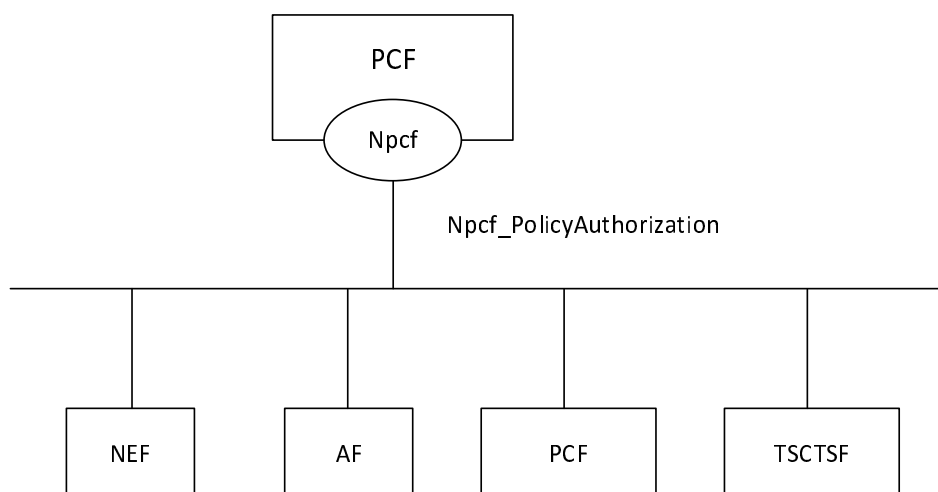 PCF
Npcf
Npcf_PolicyAuthorization
NEF
AF
PCF
TSCTSF